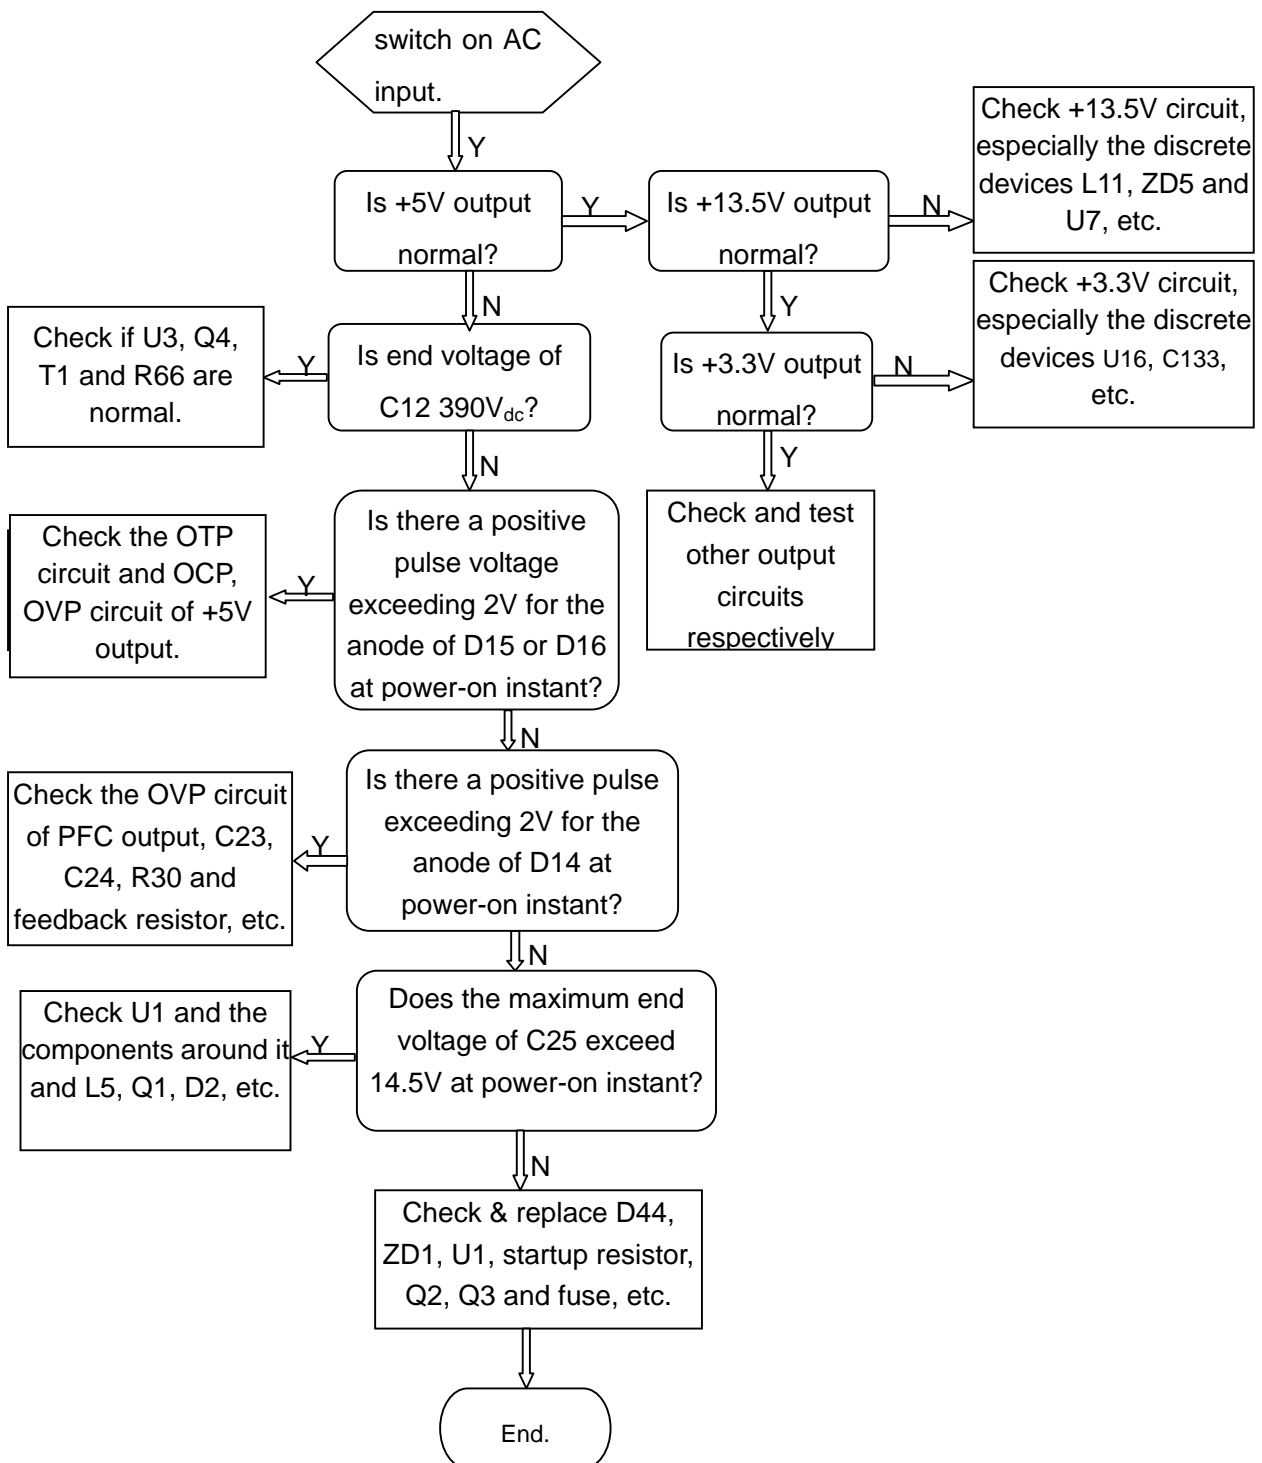 switch on AC
input.
Y
Is +5V output
normal?
Y
Is +13.5V output
normal?
N
Check +13.5V circuit,
especially the discrete
devices L11, ZD5 and
U7, etc.
Y
Is +3.3V output
normal?
N
Check +3.3V circuit,
especially the discrete
devices U16, C133,
etc.
Y
Check and test
other output
circuits
respectively
N
Is end voltage of
C12 390Vdc?
Y
Check if U3, Q4,
T1 and R66 are
normal.
N
Is there a positive
pulse voltage
exceeding 2V for the
anode of D15 or D16
at power-on instant?
Y
Check the OTP
circuit and OCP,
OVP circuit of +5V
output.
N
Is there a positive pulse
exceeding 2V for the
anode of D14 at
power-on instant?
Y
Check the OVP circuit
of PFC output, C23,
C24, R30 and
feedback resistor, etc.
N
Does the maximum end
voltage of C25 exceed
14.5V at power-on instant?
Y
Check U1 and the
components around it
and L5, Q1, D2, etc.
N
Check & replace D44,
ZD1, U1, startup resistor,
Q2, Q3 and fuse, etc.
End.